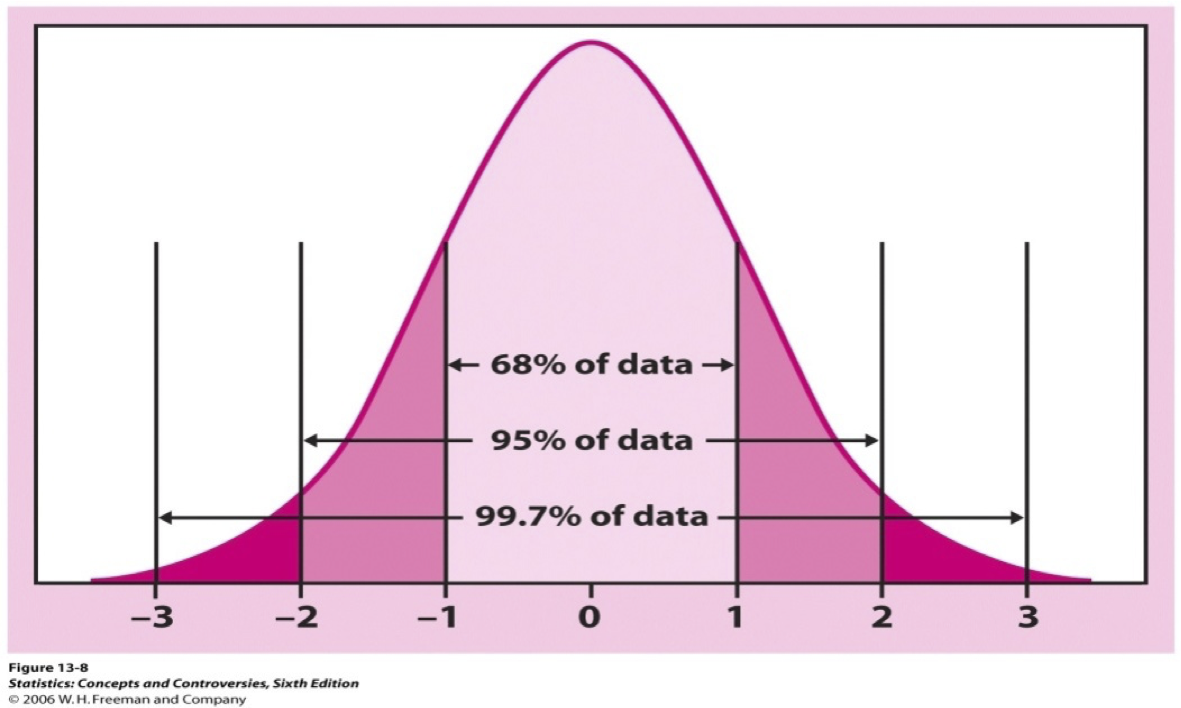 68% of data
95% of data
99.7% of data
–3 –2 –1 0 1 2 3
Figure 13-8
Statistics: Concepts and Controversies, Sixth Edition
© 2006 W. H. Freeman and Company